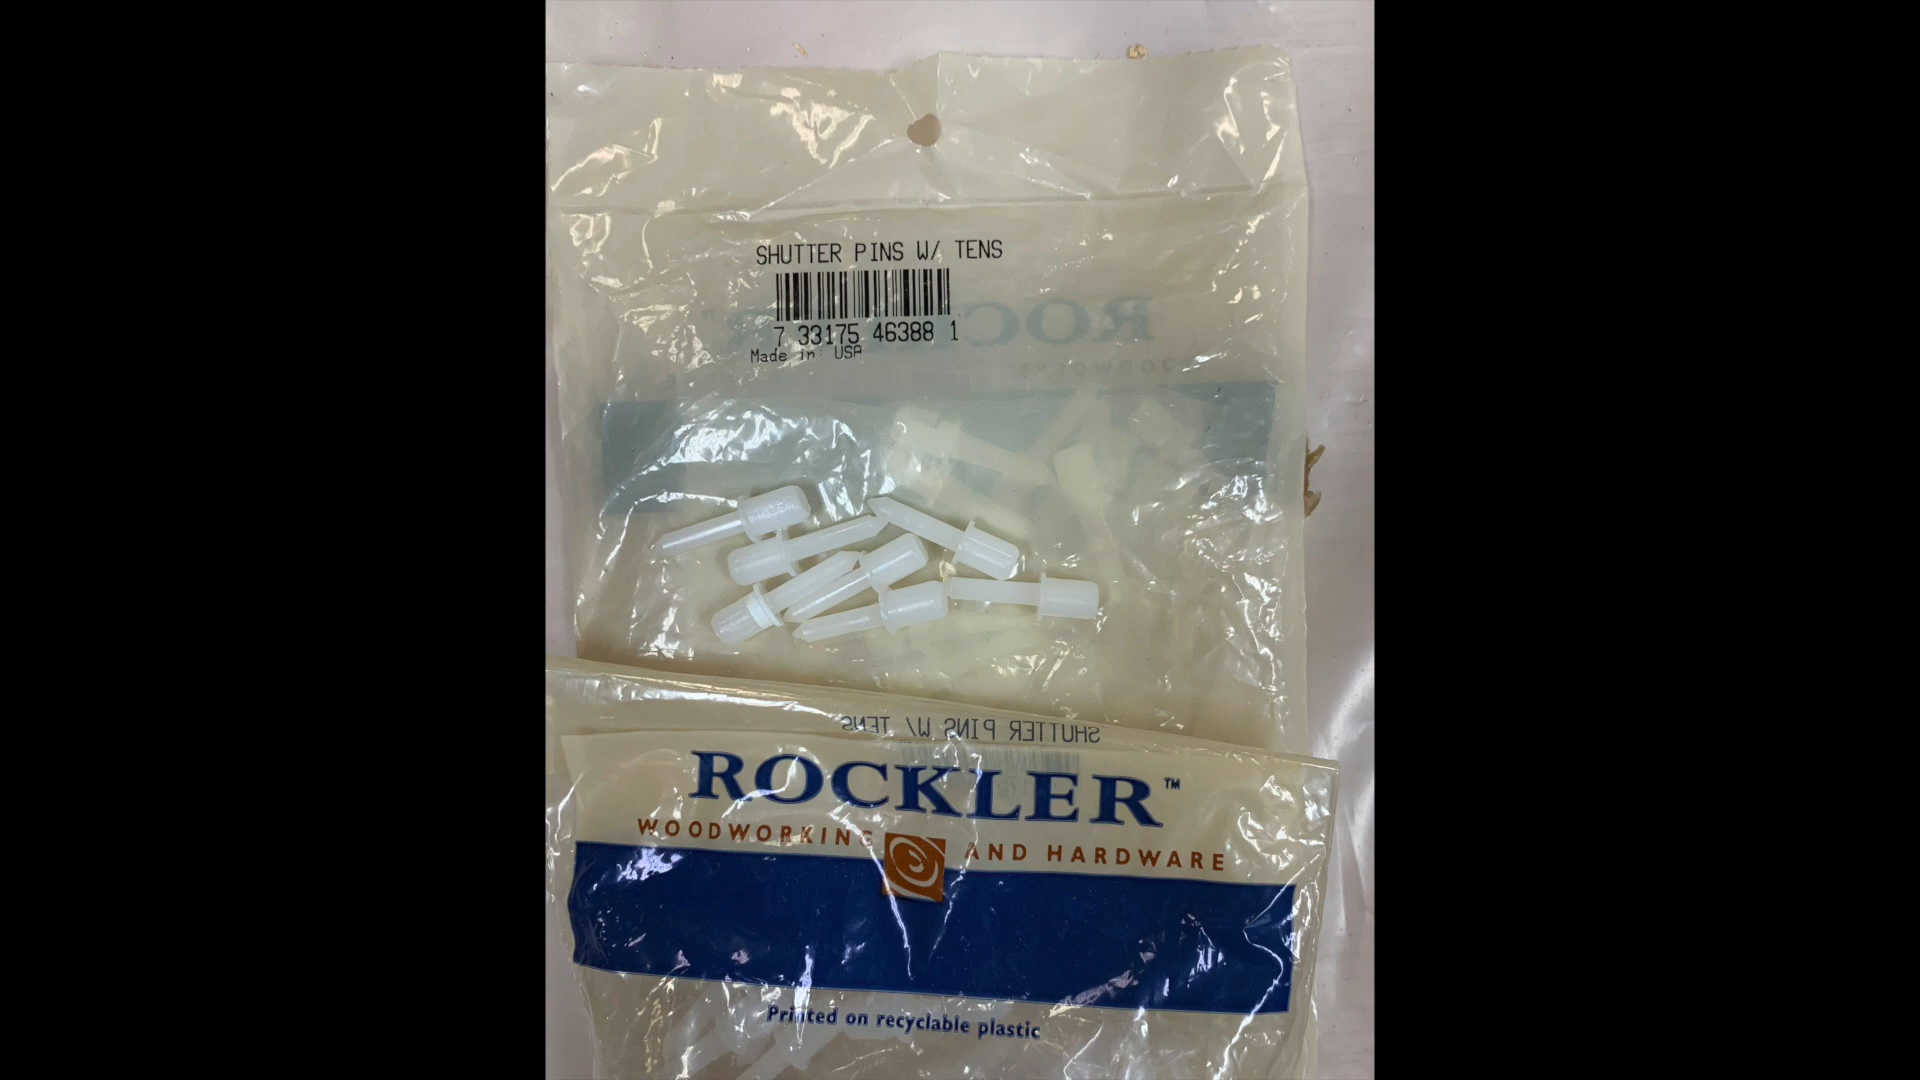 SHUTTER PINS W/ TENS
7 33175 46388 1
Made in USA
ROCKLER
SHUTTER PINS W/ TENS
ROCKLER™
WOODWORKING AND HARDWARE
Printed on recyclable plastic